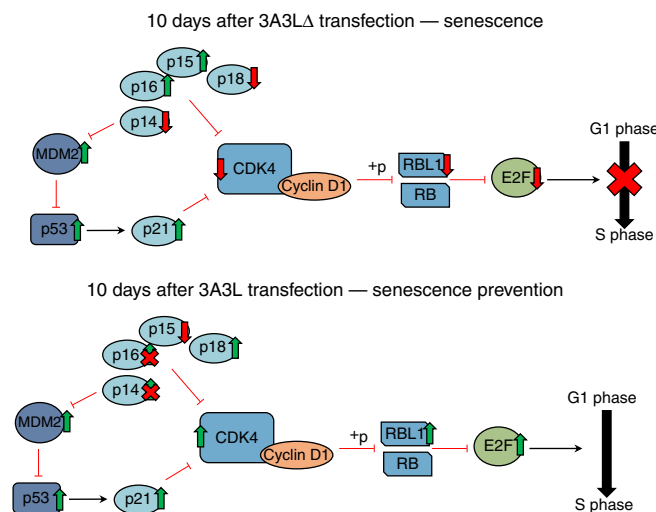 10 days after 3A3LΔ transfection — senescence
p15
p16
p18
p14
MDM2
CDK4
Cyclin D1
+p
RBL1
RB
E2F
G1 phase
S phase
p53
p21
10 days after 3A3L transfection — senescence prevention
p15
p16
p18
p14
MDM2
CDK4
Cyclin D1
+p
RBL1
RB
E2F
G1 phase
S phase
p53
p21